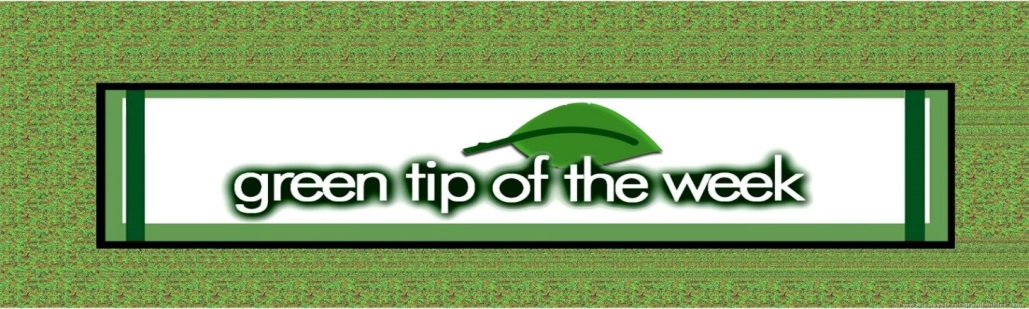 green tip of the week